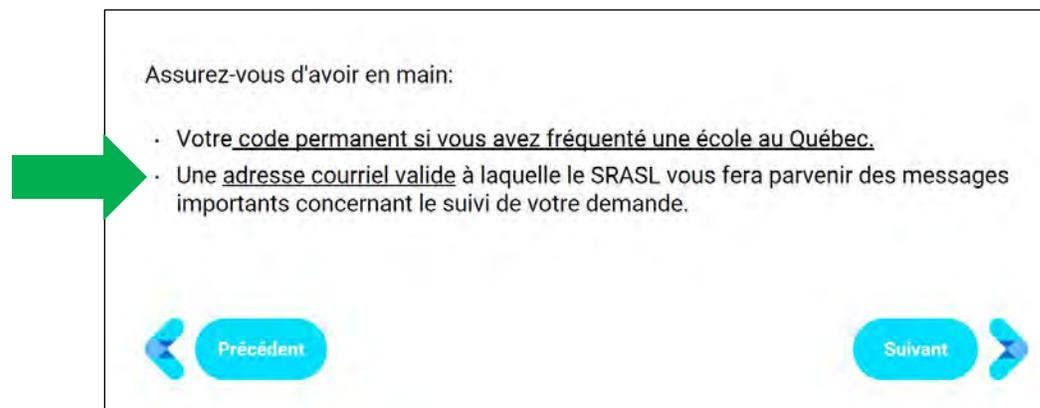 Assurez-vous d'avoir en main:
· Votre code permanent si vous avez fréquenté une école au Québec.
· Une adresse courriel valide à laquelle le SRASL vous fera parvenir des messages
importants concernant le suivi de votre demande.
Précédent
Suivant